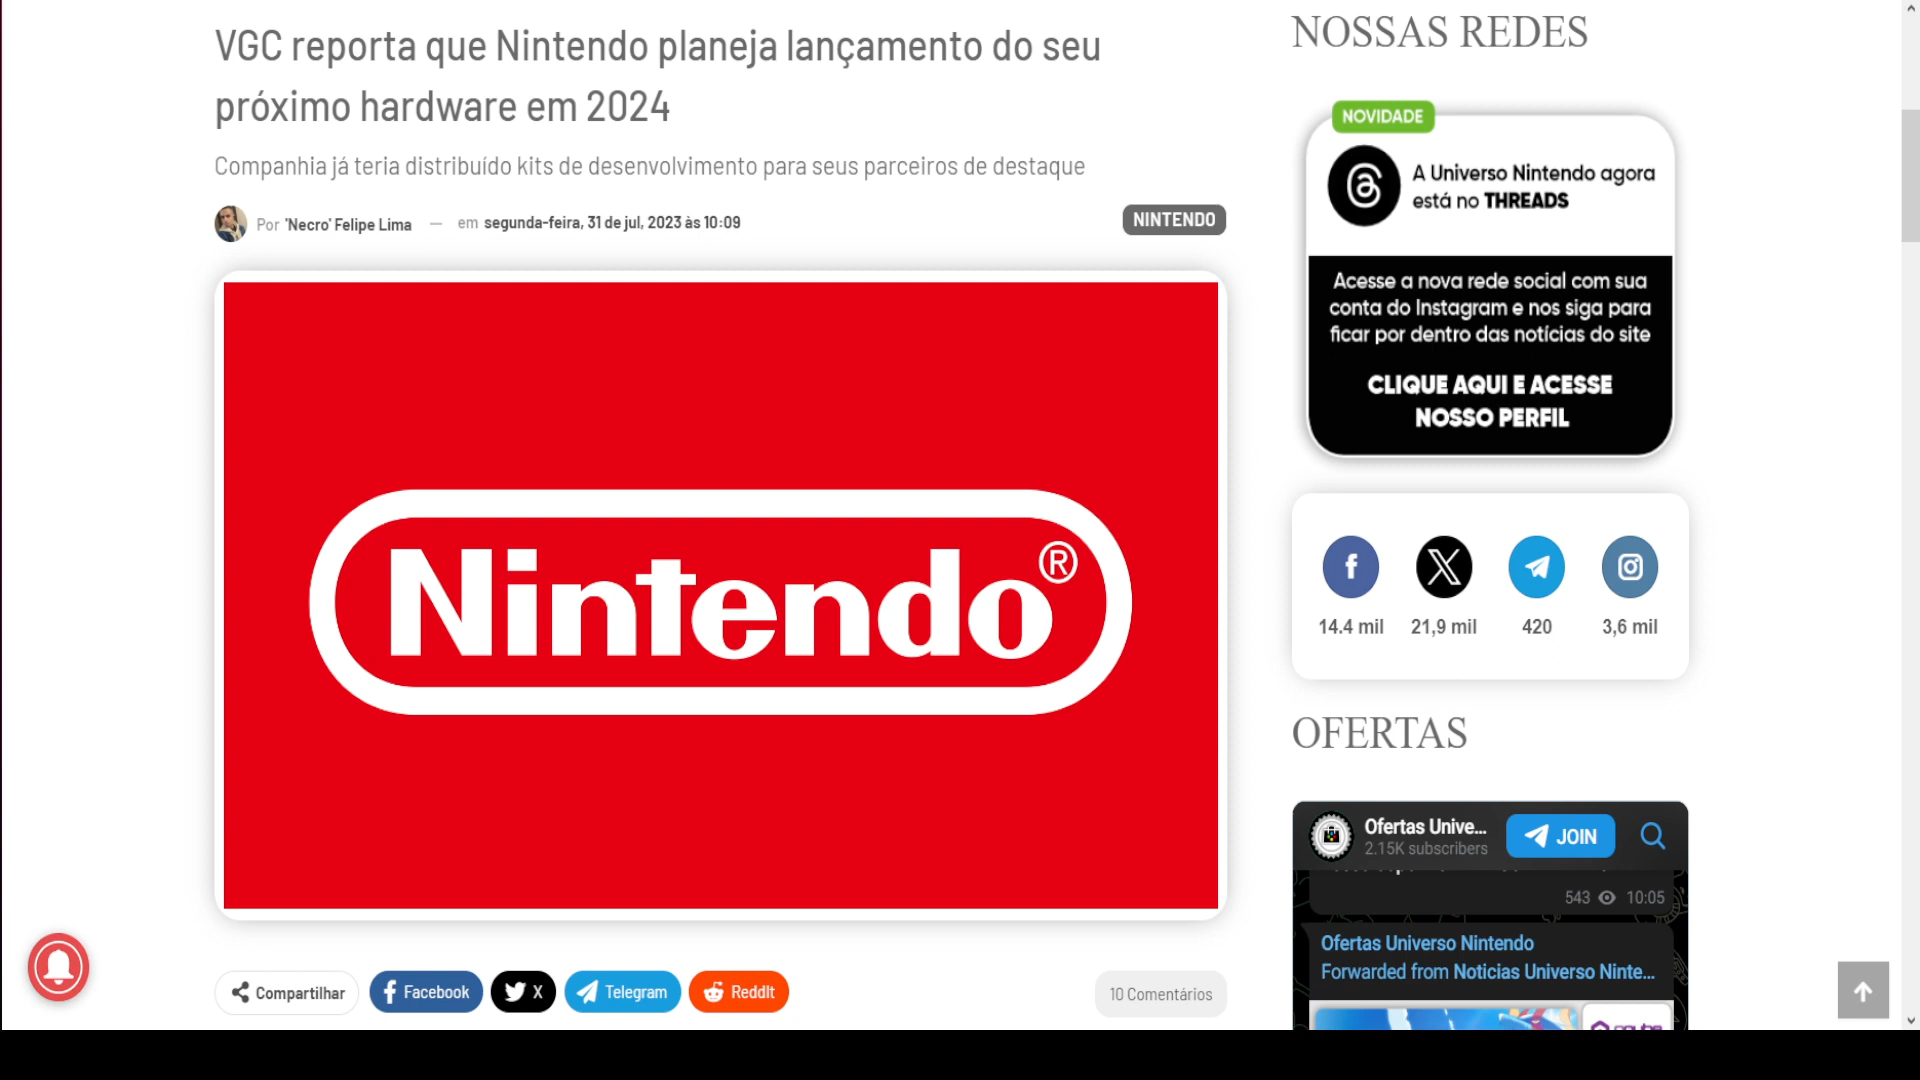 VGC reporta que Nintendo planeja lançamento do seu
próximo hardware em 2024
Companhia já teria distribuído kits de desenvolvimento para seus parceiros de destaque
Por 'Necro' Felipe Lima — em segunda-feira, 31 de jul, 2023 às 10:09
NINTENDO
Nintendo®
Compartilhar
Facebook
X
Telegram
ReddIt
10 Comentários
NOSSAS REDES
NOVIDADE
A Universo Nintendo agora
está no THREADS
Acesse a nova rede social com sua
conta do Instagram e nos siga para
ficar por dentro das notícias do site
CLIQUE AQUI E ACESSE
NOSSO PERFIL
14.4 mil
21,9 mil
420
3,6 mil
OFERTAS
Ofertas Unive...
2.15K subscribers
JOIN
543 10:05
Ofertas Universo Nintendo
Forwarded from Noticias Universo Ninte...